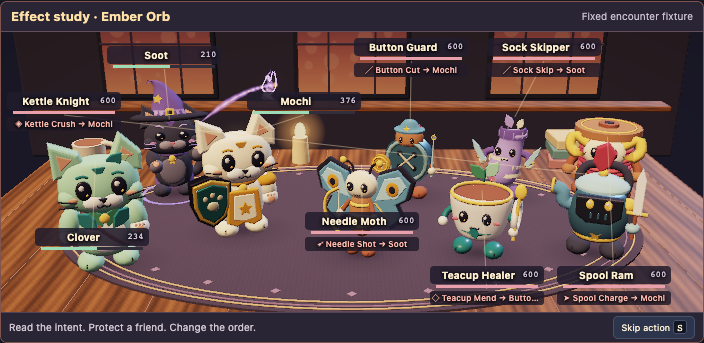 Effect study · Ember Orb
Fixed encounter fixture
Soot 210
Button Guard 600
Button Cut → Mochi
Sock Skipper 600
Sock Skip → Soot
Kettle Knight 600
Kettle Crush → Mochi
Mochi 376
Clover 234
Needle Moth 600
Needle Shot → Soot
Teacup Healer 600
Teacup Mend → Butto...
Spool Ram 600
Spool Charge → Mochi
Read the intent. Protect a friend. Change the order.
Skip action S